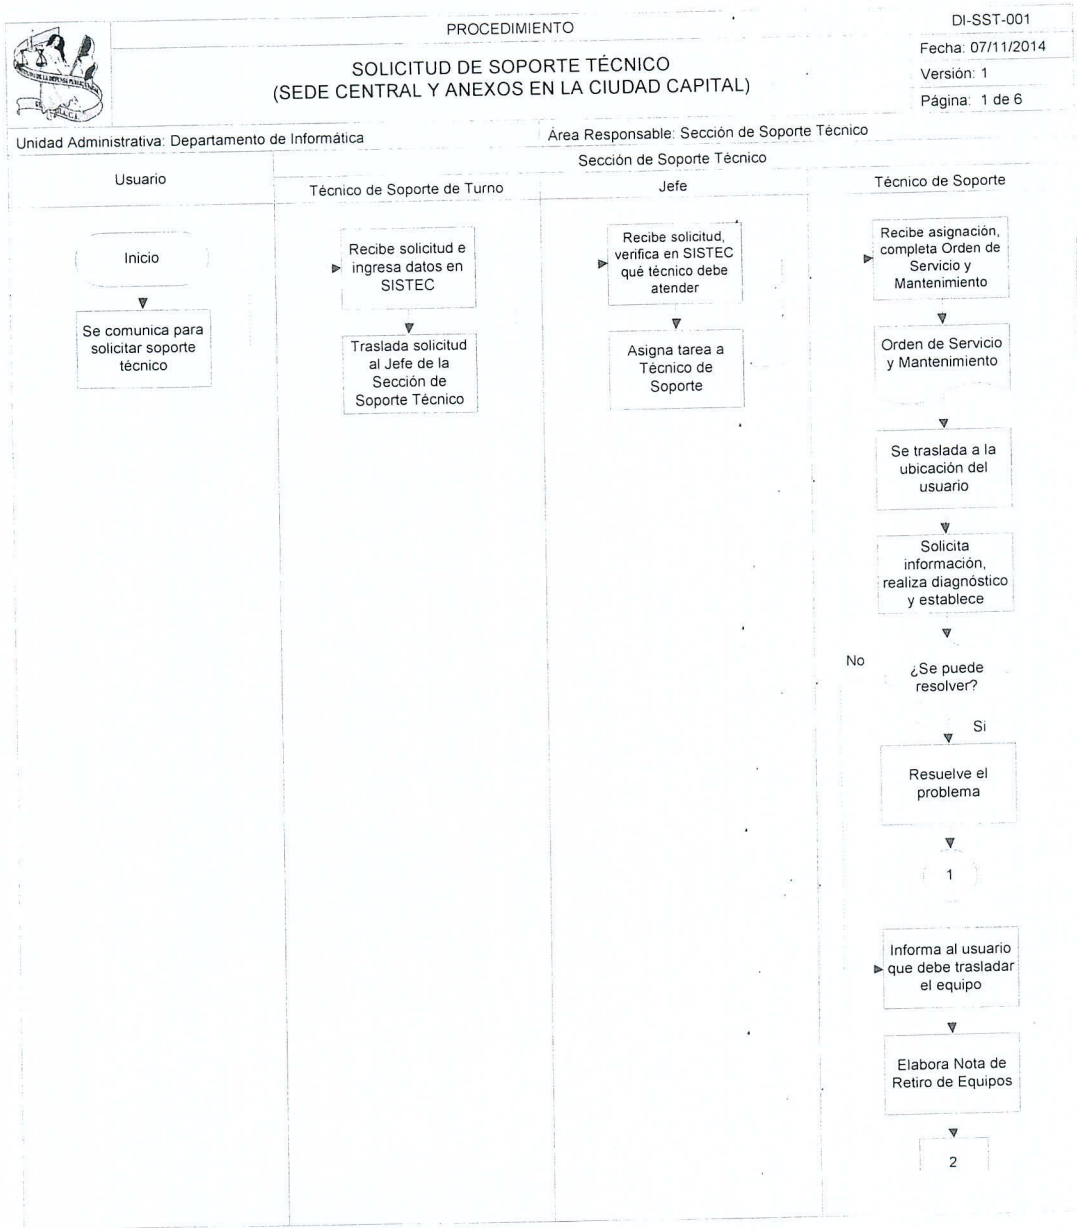 PROCEDIMIENTO
DI-SST-001
SOLICITUD DE SOPORTE TÉCNICO
(SEDE CENTRAL Y ANEXOS EN LA CIUDAD CAPITAL)
Fecha: 07/11/2014
Versión: 1
Página: 1 de 6
Unidad Administrativa: Departamento de Informática
Área Responsable: Sección de Soporte Técnico
Usuario
Sección de Soporte Técnico
Técnico de Soporte de Turno
Jefe
Técnico de Soporte
Inicio
Se comunica para
solicitar soporte
técnico
Recibe solicitud e
ingresa datos en
SISTEC
Traslada solicitud
al Jefe de la
Sección de
Soporte Técnico
Recibe solicitud,
verifica en SISTEC
qué técnico debe
atender
Asigna tarea a
Técnico de
Soporte
Recibe asignación,
completa Orden de
Servicio y
Mantenimiento
Orden de Servicio
y Mantenimiento
Se traslada a la
ubicación del
usuario
Solicita
información,
realiza diagnóstico
y establece
No
¿Se puede
resolver?
Si
Resuelve el
problema
1
Informa al usuario
que debe trasladar
el equipo
Elabora Nota de
Retiro de Equipos
2